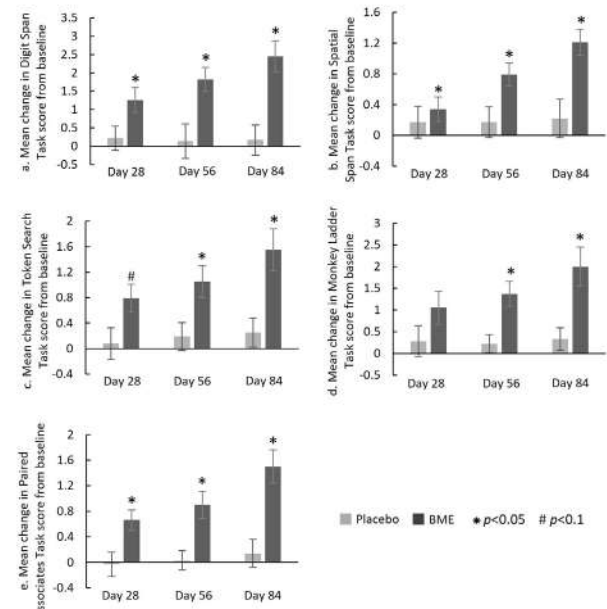 a. Mean change in Digit Span
Task score from baseline
3.5
3
2.5
2
1.5
1
0.5
0
-0.5
Day 28 Day 56 Day 84
* * *
b. Mean change in Spatial
Span Task score from baseline
1.6
1.2
0.8
0.4
0
-0.4
Day 28 Day 56 Day 84
* * *
c. Mean change in Token Search
Task score from baseline
2
1.6
1.2
0.8
0.4
0
-0.4
Day 28 Day 56 Day 84
# * *
d. Mean change in Monkey Ladder
Task score from baseline
3
2.5
2
1.5
1
0.5
0
-0.5
Day 28 Day 56 Day 84
* *
e. Mean change in Paired
ssociates Task score from baseline
2
1.6
1.2
0.8
0.4
0
-0.4
Day 28 Day 56 Day 84
* * *
Placebo BME * p<0.05 # p<0.1